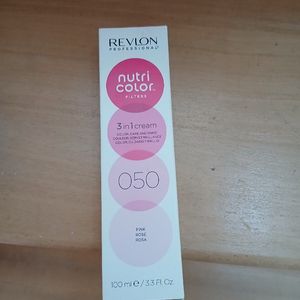 REVLON
PROFESSIONAL
nutri
color
FILTERS
3 in 1 cream
050
PINK
ROSE
ROSA
100 ml e / 3.3 Fl. Oz.